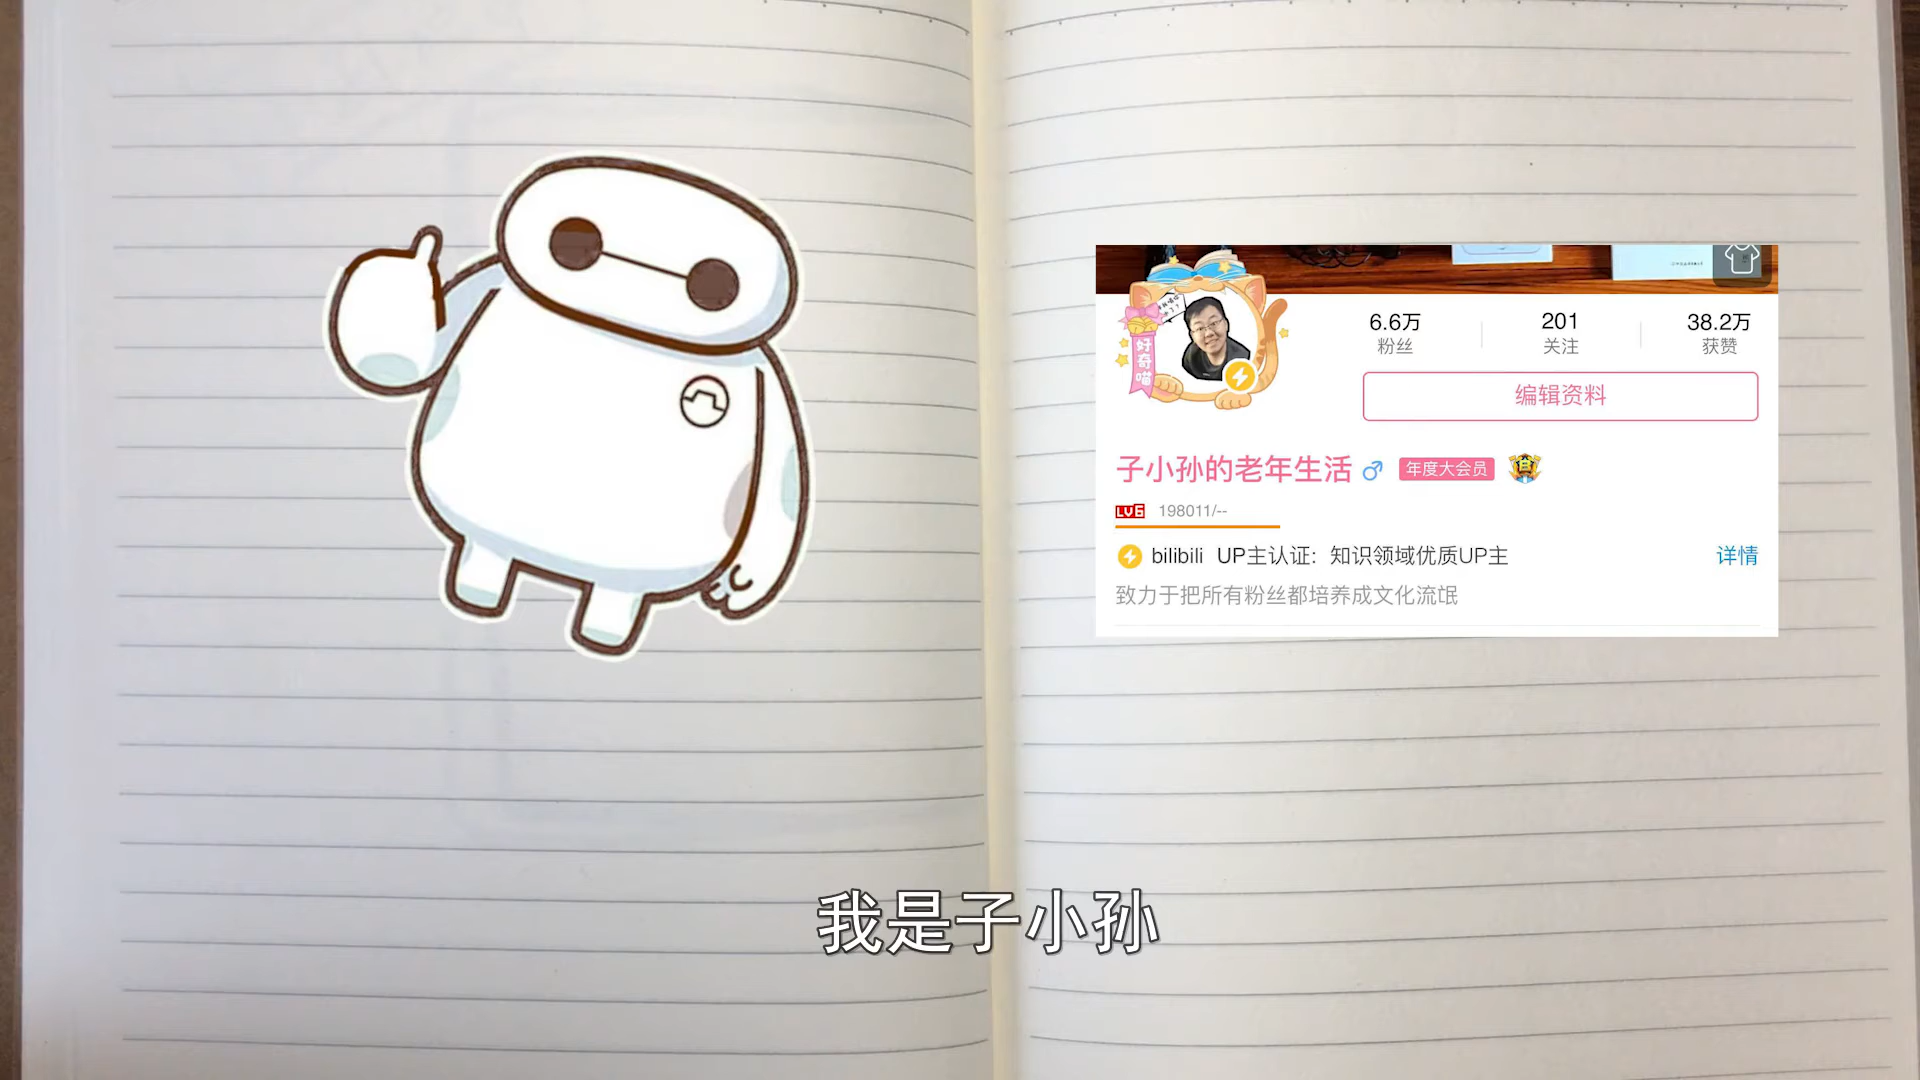 好奇喵
6.6万
粉丝
201
关注
38.2万
获赞
编辑资料
子小孙的老年生活 年度大会员
LV6 198011/--
bilibili UP主认证：知识领域优质UP主 详情
致力于把所有粉丝都培养成文化流氓
我是子小孙